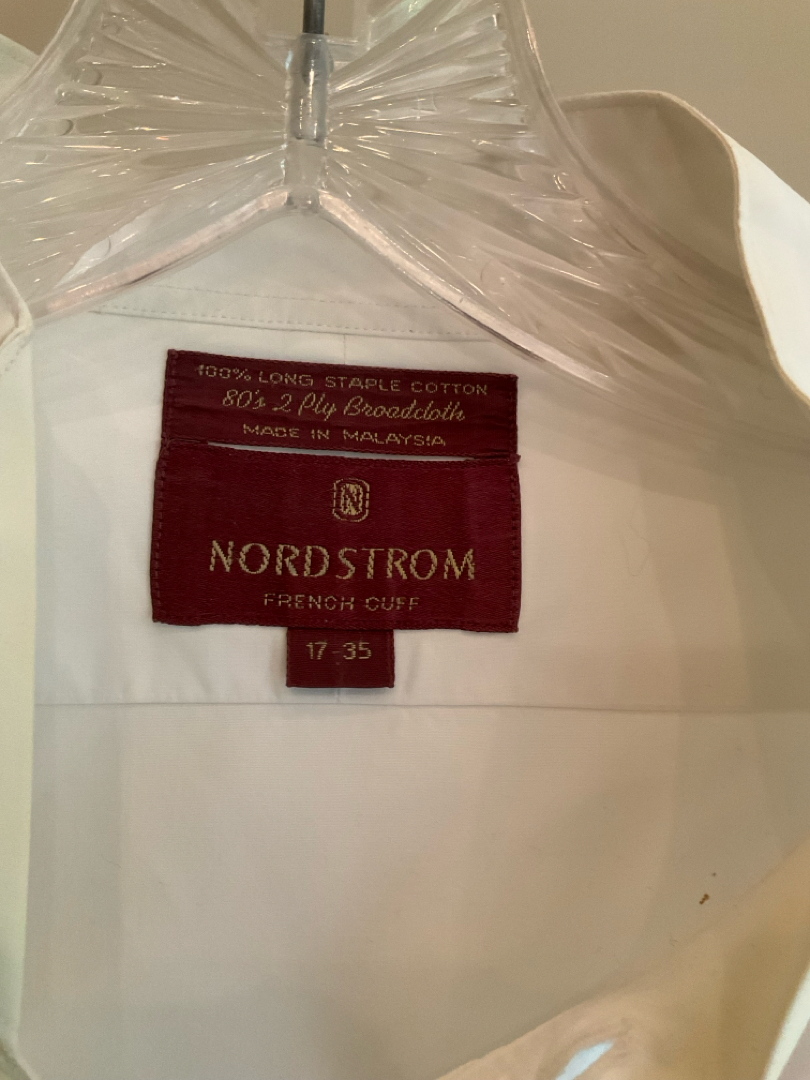 100% LONG STAPLE COTTON
80's 2 Ply Broadcloth
MADE IN MALAYSIA
N
NORDSTROM
FRENCH CUFF
17-35